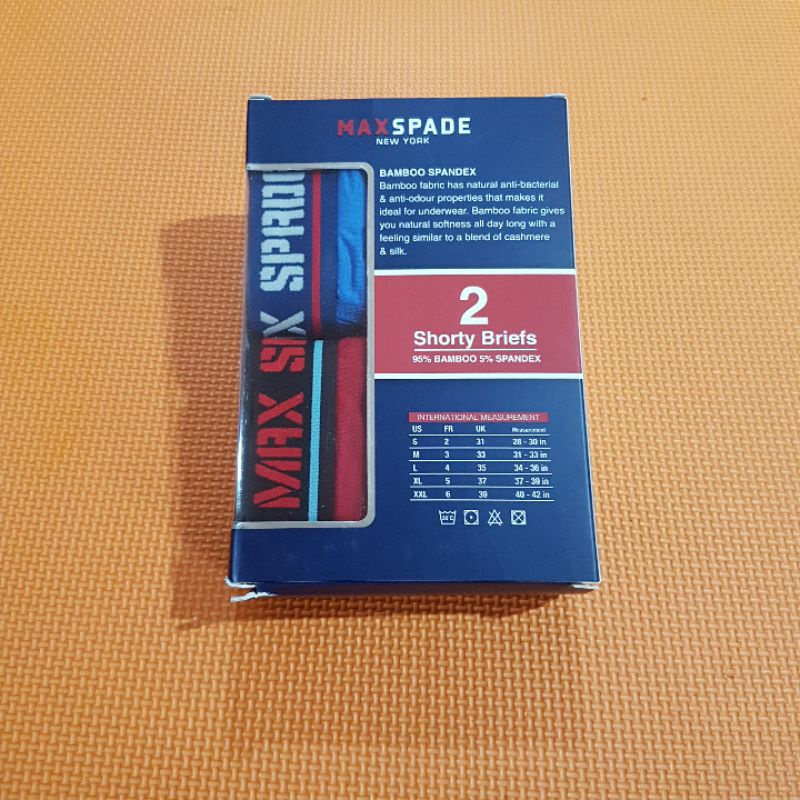 MAXSPADE
NEW YORK
BAMBOO SPANDEX
Bamboo fabric has natural anti-bacterial
& anti-odour properties that makes it
ideal for underwear. Bamboo fabric gives
you natural softness all day long with a
feeling similar to a blend of cashmere
& silk.
2
Shorty Briefs
95% BAMBOO 5% SPANDEX
INTERNATIONAL MEASUREMENT
US FR UK Measurement
S 2 31 28 - 30 in
M 3 33 31 - 33 in
L 4 35 34 - 36 in
XL 5 37 37 - 39 in
XXL 6 39 40 - 42 in
X SPADE
MAX S